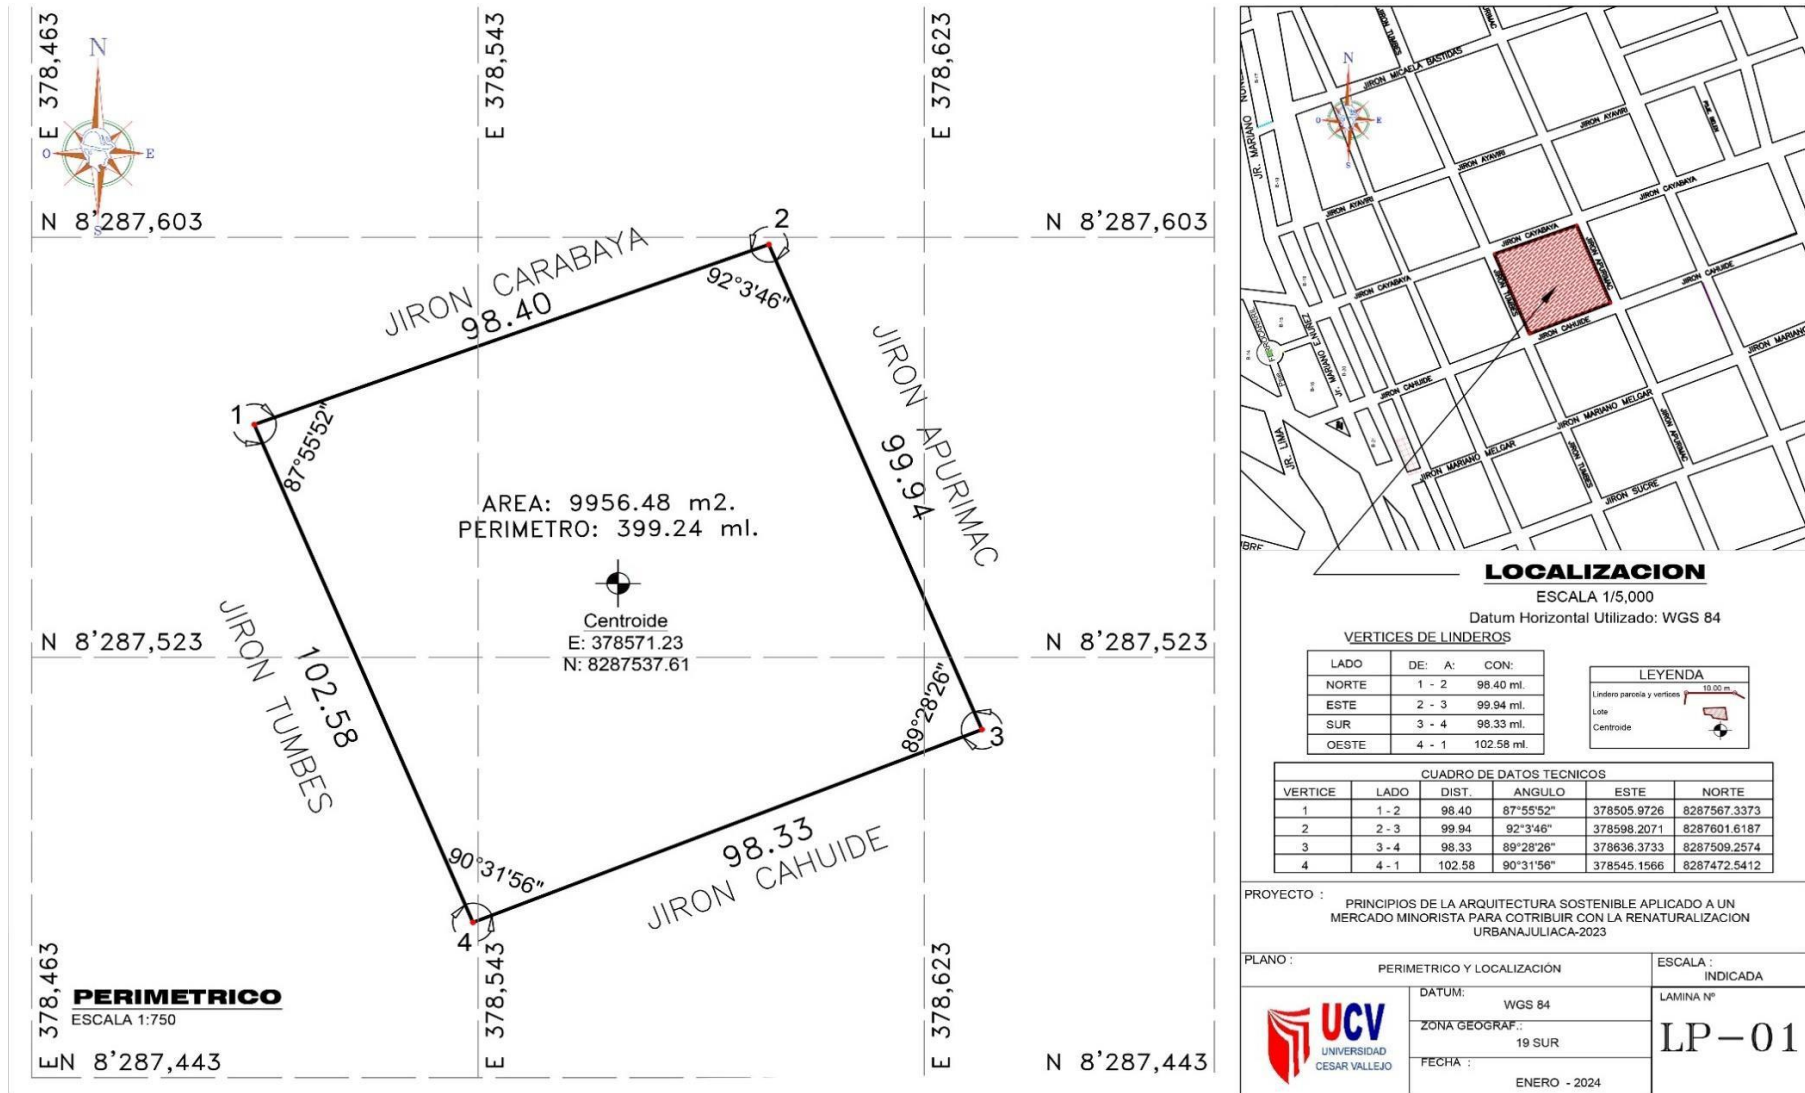 E 378,463
E 378,543
E 378,623
N
O
E
S
N 8'287,603
N 8'287,603
2
JIRON CARABAYA
98.40
92°3'46"
1
87°55'52"
JIRON APURIMAC
99.94
AREA: 9956.48 m2.
PERIMETRO: 399.24 ml.
Centroide
E: 378571.23
N: 8287537.61
N 8'287,523
N 8'287,523
JIRON TUMBES
102.58
89°28'26"
3
98.33
JIRON CAHUIDE
90°31'56"
4
E 378,463
E 378,543
E 378,623
PERIMETRICO
ESCALA 1:750
N 8'287,443
N 8'287,443
JIRON TUMBES
JIRON MICAELA BASTIDAS
N
O
E
S
JR. MARIANO
JIRON AYAVIRI
JIRON AYAVIRI
JIRON AYAVIRI
JIRON CAYABAYA
JIRON CAYABAYA
JIRON CAYABAYA
JIRON APURIMAC
JIRON TUMBES
JIRON CAHUIDE
JIRON CAHUIDE
JIRON CAHUIDE
Jr. MARIANO E.NUÑEZ
JIRON MARIANO
JIRON MARIANO MELGAR
JIRON MARIANO MELGAR
JIRON APURIMAC
JIRON TUMBES
JIRON SUCRE
JR. LIMA
LOCALIZACION
ESCALA 1/5,000
Datum Horizontal Utilizado: WGS 84
VERTICES DE LINDEROS
LADO DE: A: CON:
NORTE 1 - 2 98.40 ml.
ESTE 2 - 3 99.94 ml.
SUR 3 - 4 98.33 ml.
OESTE 4 - 1 102.58 ml.
LEYENDA
Lindero parcela y vertices 10.00 m
Lote
Centroide
CUADRO DE DATOS TECNICOS
VERTICE LADO DIST. ANGULO ESTE NORTE
1 1 - 2 98.40 87°55'52" 378505.9726 8287567.3373
2 2 - 3 99.94 92°3'46" 378598.2071 8287601.6187
3 3 - 4 98.33 89°28'26" 378636.3733 8287509.2574
4 4 - 1 102.58 90°31'56" 378545.1566 8287472.5412
PROYECTO :
PRINCIPIOS DE LA ARQUITECTURA SOSTENIBLE APLICADO A UN
MERCADO MINORISTA PARA COTRIBUIR CON LA RENATURALIZACION
URBANAJULIACA-2023
PLANO :
PERIMETRICO Y LOCALIZACIÓN
ESCALA :
INDICADA
UCV
UNIVERSIDAD
CESAR VALLEJO
DATUM:
WGS 84
ZONA GEOGRAF.:
19 SUR
FECHA :
ENERO - 2024
LAMINA Nº
LP-01